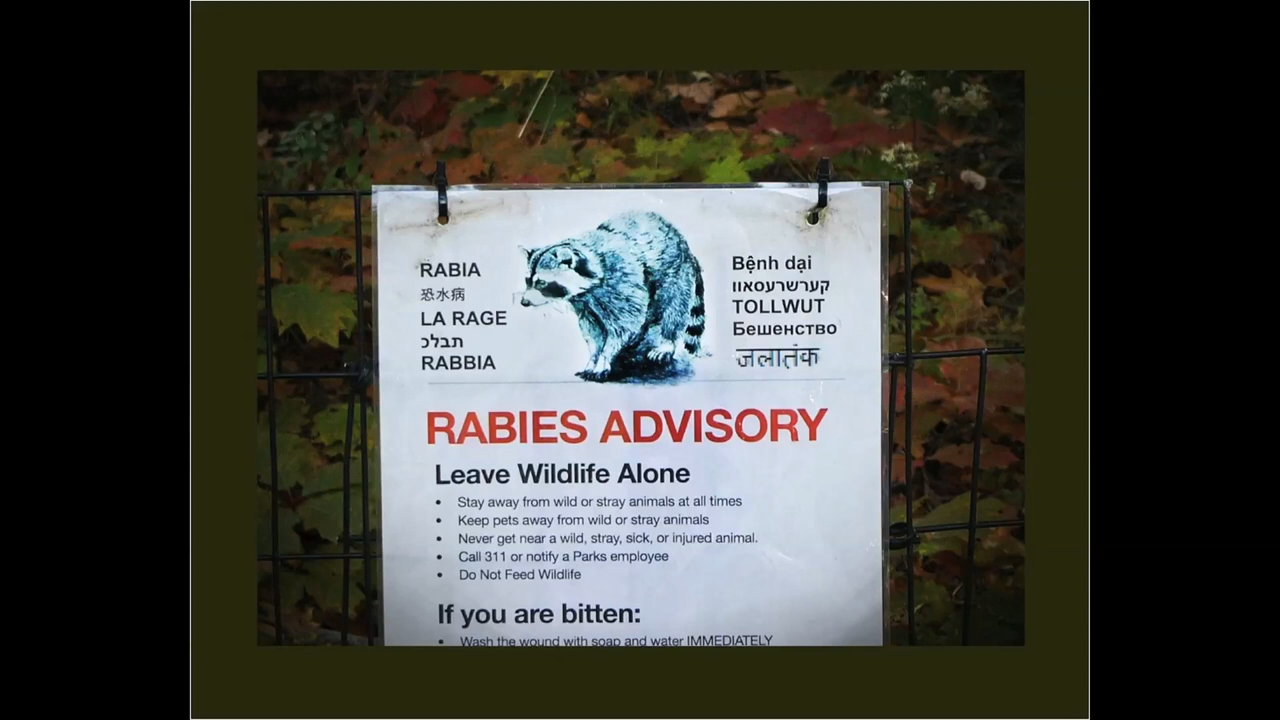 RABIA
恐水病
LA RAGE
תבלכ
RABBIA
Bệnh dại
קערשרעסאוו
TOLLWUT
Бешенство
जलातंक
RABIES ADVISORY
Leave Wildlife Alone
• Stay away from wild or stray animals at all times
• Keep pets away from wild or stray animals
• Never get near a wild, stray, sick, or injured animal.
• Call 311 or notify a Parks employee
• Do Not Feed Wildlife
If you are bitten:
• Wash the wound with soap and water IMMEDIATELY